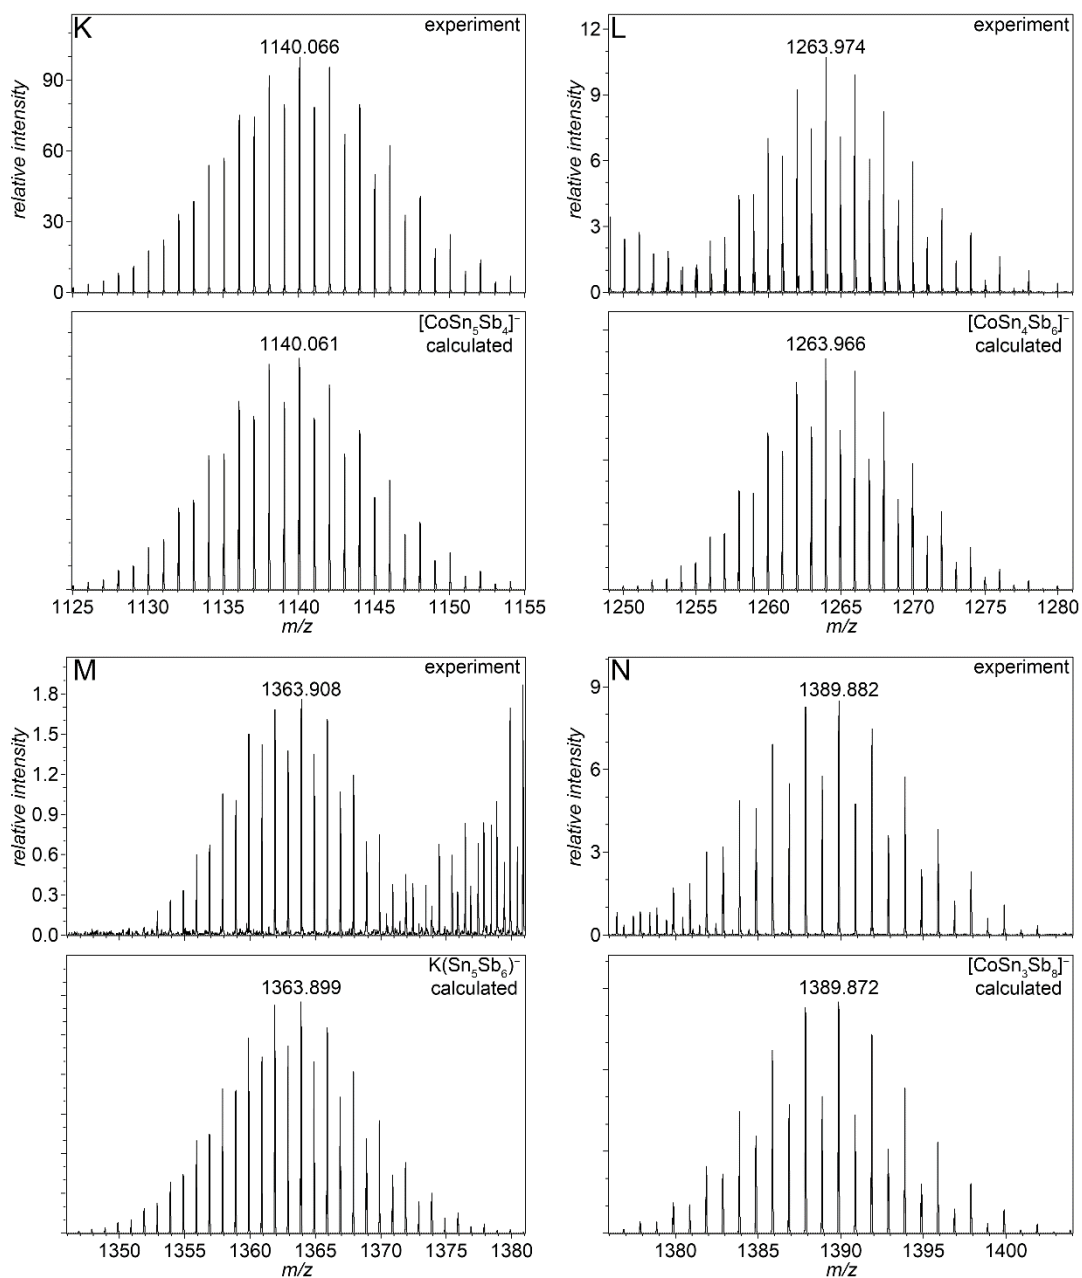 K
experiment
1140.066
relative intensity
90
60
30
0
[CoSn₅Sb₄]⁻
calculated
1140.061
1125 1130 1135 1140 1145 1150 1155
m/z
L
experiment
1263.974
relative intensity
12
9
6
3
0
[CoSn₄Sb₆]⁻
calculated
1263.966
1250 1255 1260 1265 1270 1275 1280
m/z
M
experiment
1363.908
relative intensity
1.8
1.5
1.2
0.9
0.6
0.3
0.0
K(Sn₅Sb₆)⁻
calculated
1363.899
1350 1355 1360 1365 1370 1375 1380
m/z
N
experiment
1389.882
relative intensity
9
6
3
0
[CoSn₃Sb₈]⁻
calculated
1389.872
1380 1385 1390 1395 1400
m/z